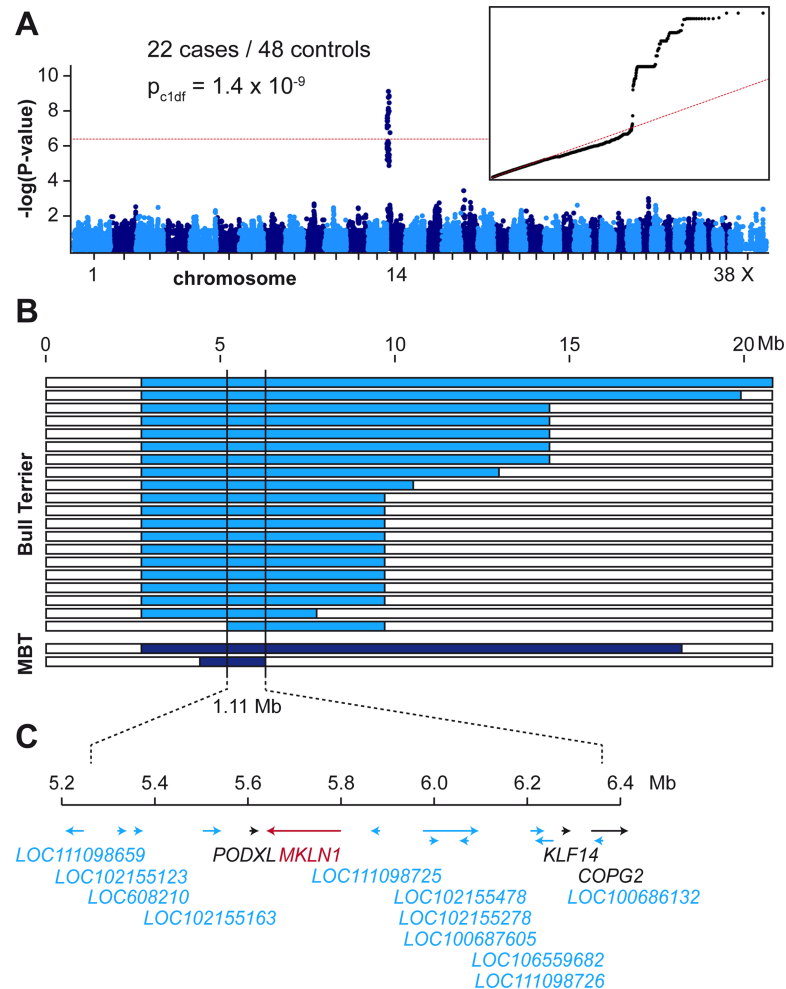 A
22 cases / 48 controls
p_c1df = 1.4 x 10^-9
-log(P-value)
10
8
6
4
2
1 chromosome 14 38 X
B
0 5 10 15 20 Mb
Bull Terrier
MBT
1.11 Mb
C
5.2 5.4 5.6 5.8 6.0 6.2 6.4 Mb
LOC111098659 PODXL MKLN1 KLF14
LOC102155123 LOC111098725 COPG2
LOC608210 LOC102155478 LOC100686132
LOC102155163 LOC102155278
LOC100687605
LOC106559682
LOC111098726